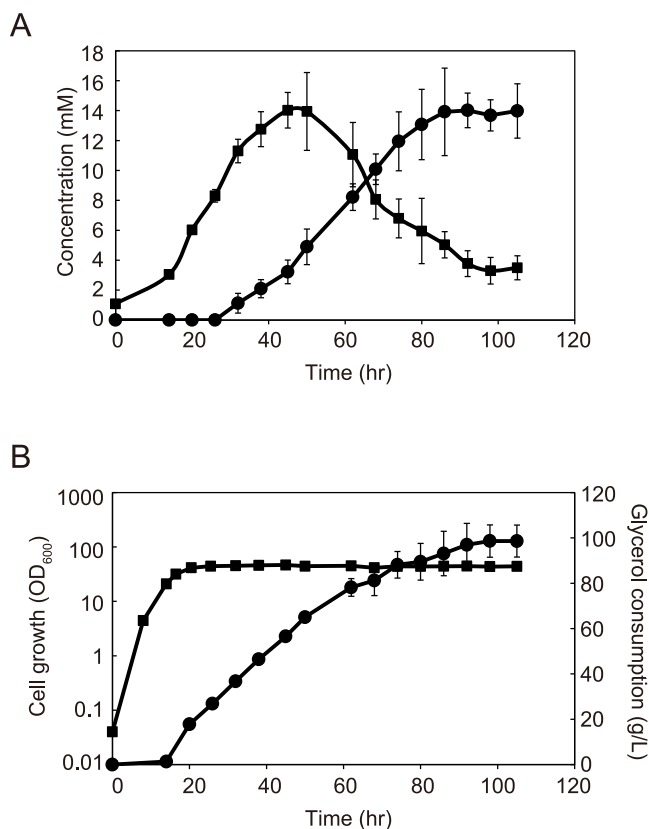 A
18
16
14
12
10
8
6
4
2
0
Concentration (mM)
0 20 40 60 80 100 120
Time (hr)
B
1000
100
10
1
0.1
0.01
Cell growth (OD600)
120
100
80
60
40
20
0
Glycerol consumption (g/L)
0 20 40 60 80 100 120
Time (hr)